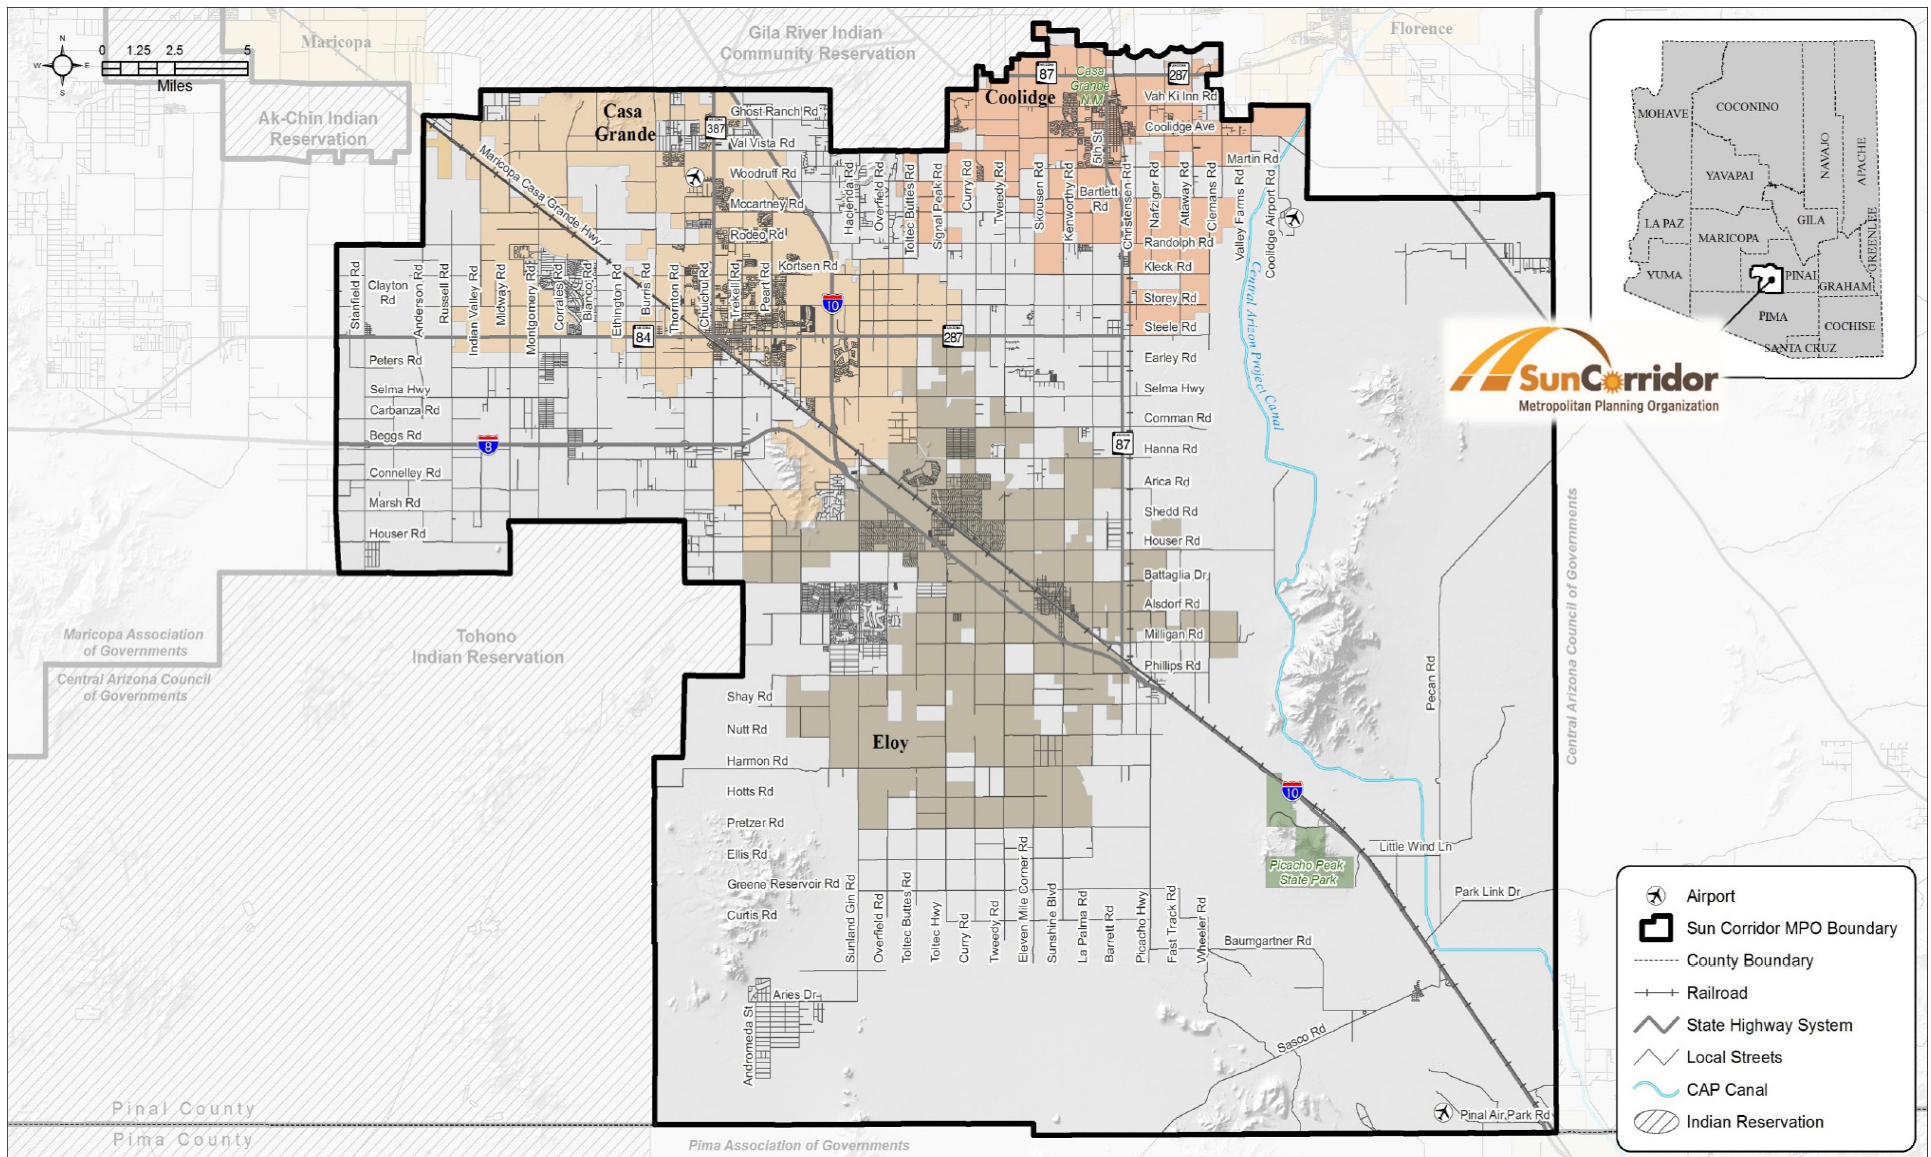 N
W
E
S
0
1.25
2.5
5
Miles
Maricopa
Gila River Indian
Community Reservation
Florence
Ak-Chin Indian
Reservation
Casa
Grande
Coolidge
Casa
Grande
N.M
87
287
387
Ghost Ranch Rd
Val Vista Rd
Woodruff Rd
Mccartney Rd
Rodeo Rd
Kortsen Rd
Maricopa Casa Grande Hwy
Vah Ki Inn Rd
Coolidge Ave
Martin Rd
5th St
Bartlett
Rd
Randolph Rd
Kleck Rd
Storey Rd
Steele Rd
Earley Rd
Selma Hwy
Cornman Rd
Hanna Rd
Arica Rd
Shedd Rd
Houser Rd
Battaglia Dr
Alsdorf Rd
Milligan Rd
Phillips Rd
Hacienda Rd
Overfield Rd
Toltec Buttes Rd
Signal Peak Rd
Curry Rd
Tweedy Rd
Skousen Rd
Kenworthy Rd
Christensen Rd
Nafziger Rd
Attaway Rd
Clemans Rd
Valley Farms Rd
Coolidge Airport Rd
Central Arizion Project Canal
Stanfield Rd
Clayton
Rd
Anderson Rd
Russell Rd
Indian Valley Rd
Midway Rd
Montgomery Rd
Corrales Rd
Bianco Rd
Ethington Rd
Burris Rd
Thornton Rd
Chuichu Rd
Trekell Rd
Peart Rd
10
84
287
87
8
Peters Rd
Selma Hwy
Carbanza Rd
Beggs Rd
Connelley Rd
Marsh Rd
Houser Rd
Maricopa Association
of Governments
Central Arizona Council
of Governments
Tohono
Indian Reservation
Shay Rd
Nutt Rd
Harmon Rd
Hotts Rd
Pretzer Rd
Ellis Rd
Greene Reservoir Rd
Curtis Rd
Eloy
Sunland Gin Rd
Overfield Rd
Toltec Buttes Rd
Toltec Hwy
Curry Rd
Tweedy Rd
Eleven Mile Corner Rd
Sunshine Blvd
La Palma Rd
Barrett Rd
Picacho Hwy
Fast Track Rd
Wheeler Rd
Aries Dr
Andromeda St
10
Picacho Peak
State Park
Pecan Rd
Little Wind Ln
Park Link Dr
Baumgartner Rd
Sasco Rd
Pinal Air Park Rd
Central Arizona Council of Governments
Pinal County
Pima County
Pima Association of Governments
MOHAVE
COCONINO
NAVAJO
APACHE
YAVAPAI
LA PAZ
GILA
MARICOPA
GREENLEE
YUMA
PINAL
GRAHAM
PIMA
COCHISE
SANTA CRUZ
SunCorridor
Metropolitan Planning Organization
Airport
Sun Corridor MPO Boundary
County Boundary
Railroad
State Highway System
Local Streets
CAP Canal
Indian Reservation